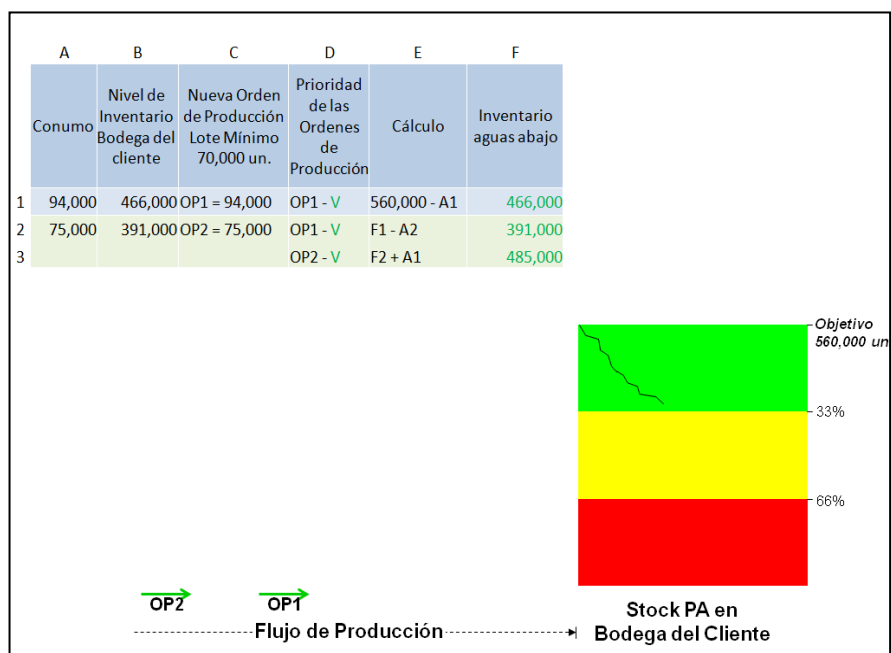 A B C D E F
Conumo
Nivel de
Inventario
Bodega del
cliente
Nueva Orden
de Producción
Lote Mínimo
70,000 un.
Prioridad
de las
Ordenes
de
Producción
Cálculo
Inventario
aguas abajo
1 94,000 466,000 OP1 = 94,000 OP1 - V 560,000 - A1 466,000
2 75,000 391,000 OP2 = 75,000 OP1 - V F1 - A2 391,000
3 OP2 - V F2 + A1 485,000
Objetivo
560,000 un
33%
66%
OP2 OP1
Flujo de Producción
Stock PA en
Bodega del Cliente